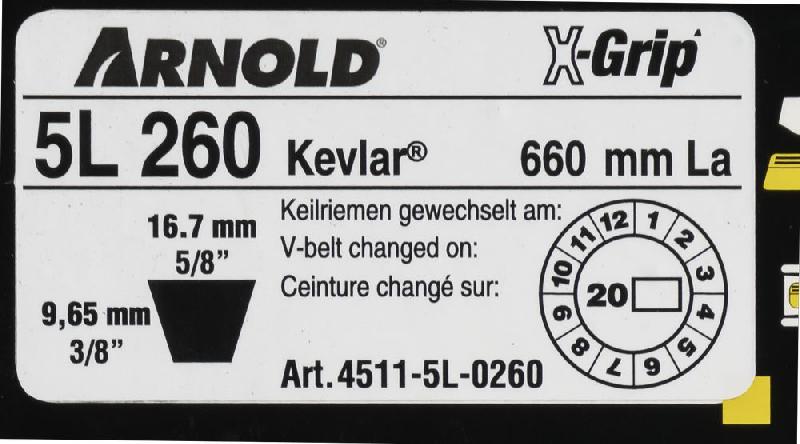 ARNOLD®
X-Grip
5L 260 Kevlar® 660 mm La
16.7 mm
5/8”
9,65 mm
3/8”
Keilriemen gewechselt am:
V-belt changed on:
Ceinture changé sur:
Art.4511-5L-0260
1 2 3 4 5 6 7 8 9 10 11 12
20